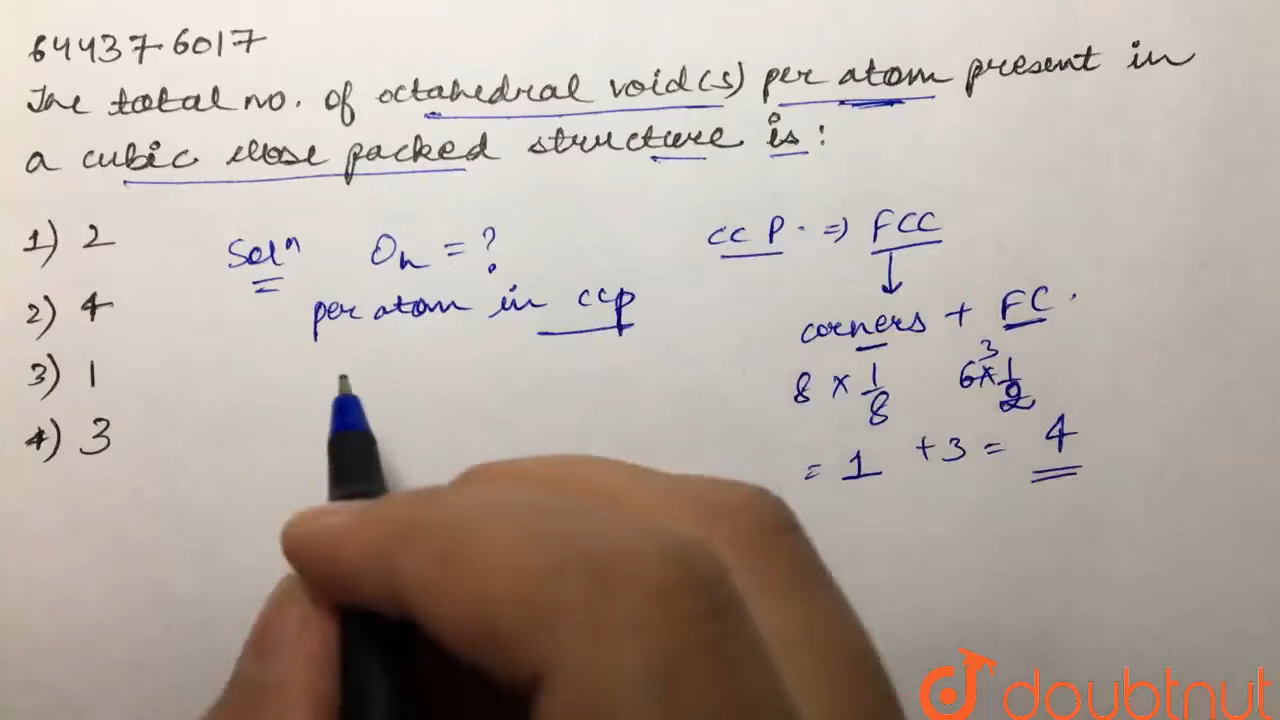 64437-6017
The total no. of octahedral void(s) per atom present in
a cubic close packed structure is :
1) 2
2) 4
3) 1
4) 3
Solⁿ Oh = ?
per atom in ccp
CCP. ⇒ FCC
↓
corners + FC.
8 × 1/8 6 × 1/2 3
= 1 + 3 = 4
doubtnut